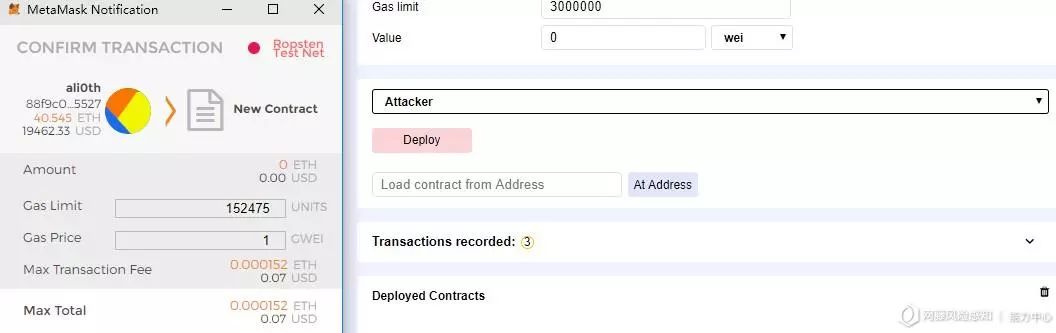 MetaMask Notification
CONFIRM TRANSACTION
Ropsten
Test Net
ali0th
88f9c0...5527
40.545 ETH
19462.33 USD
New Contract
Amount
0 ETH
0.00 USD
Gas Limit
152475 UNITS
Gas Price
1 GWEI
Max Transaction Fee
0.000152 ETH
0.07 USD
Max Total
0.000152 ETH
0.07 USD
Gas limit
3000000
Value
0
wei
Attacker
Deploy
Load contract from Address
At Address
Transactions recorded: 3
Deployed Contracts
网藤风险感知 | 能力中心